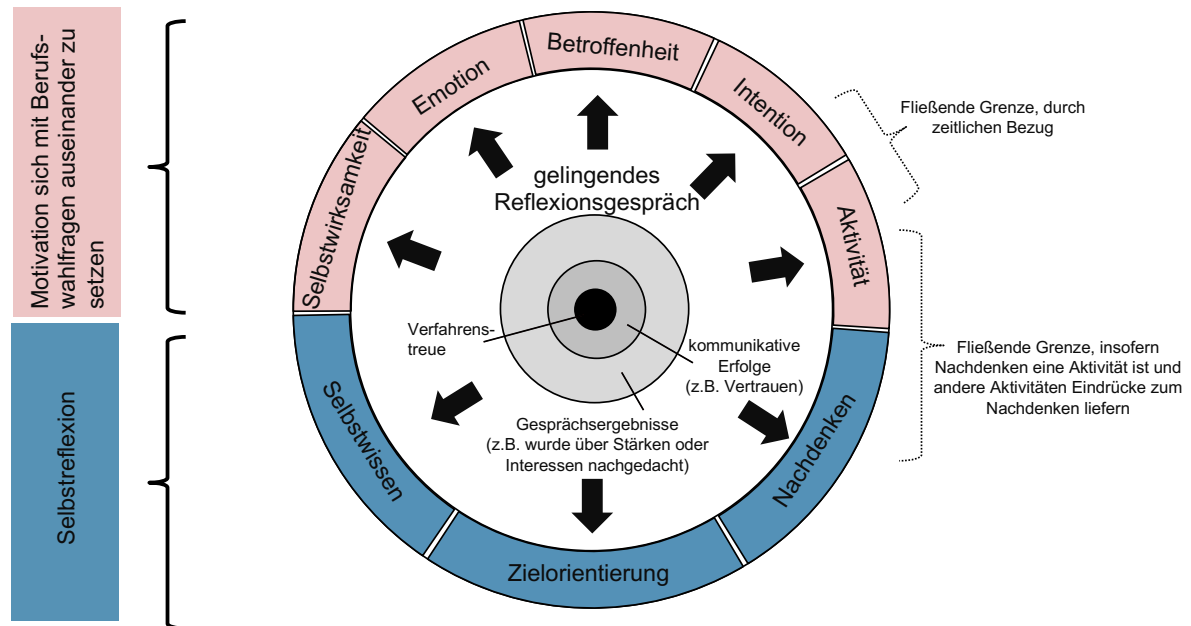 Motivation sich mit Berufs-
wahlfragen auseinander zu
setzen
Selbstreflexion
Selbstwirksamkeit
Emotion
Betroffenheit
Intention
Aktivität
Nachdenken
Zielorientierung
Selbstwissen
gelingendes
Reflexionsgespräch
Verfahrens-
treue
kommunikative
Erfolge
(z.B. Vertrauen)
Gesprächsergebnisse
(z.B. wurde über Stärken oder
Interessen nachgedacht)
Fließende Grenze, durch
zeitlichen Bezug
Fließende Grenze, insofern
Nachdenken eine Aktivität ist und
andere Aktivitäten Eindrücke zum
Nachdenken liefern